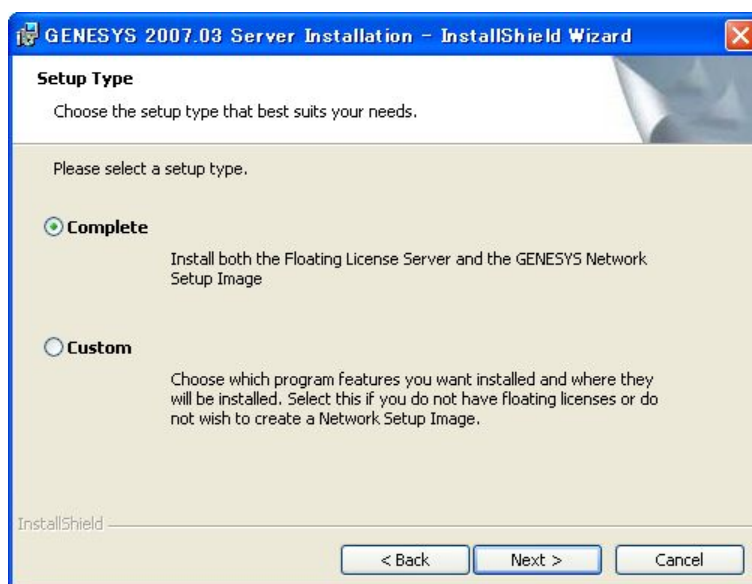 GENESYS 2007.03 Server Installation - InstallShield Wizard
Setup Type
Choose the setup type that best suits your needs.
Please select a setup type.
Complete
Install both the Floating License Server and the GENESYS Network
Setup Image
Custom
Choose which program features you want installed and where they
will be installed. Select this if you do not have floating licenses or do
not wish to create a Network Setup Image.
InstallShield
< Back
Next >
Cancel